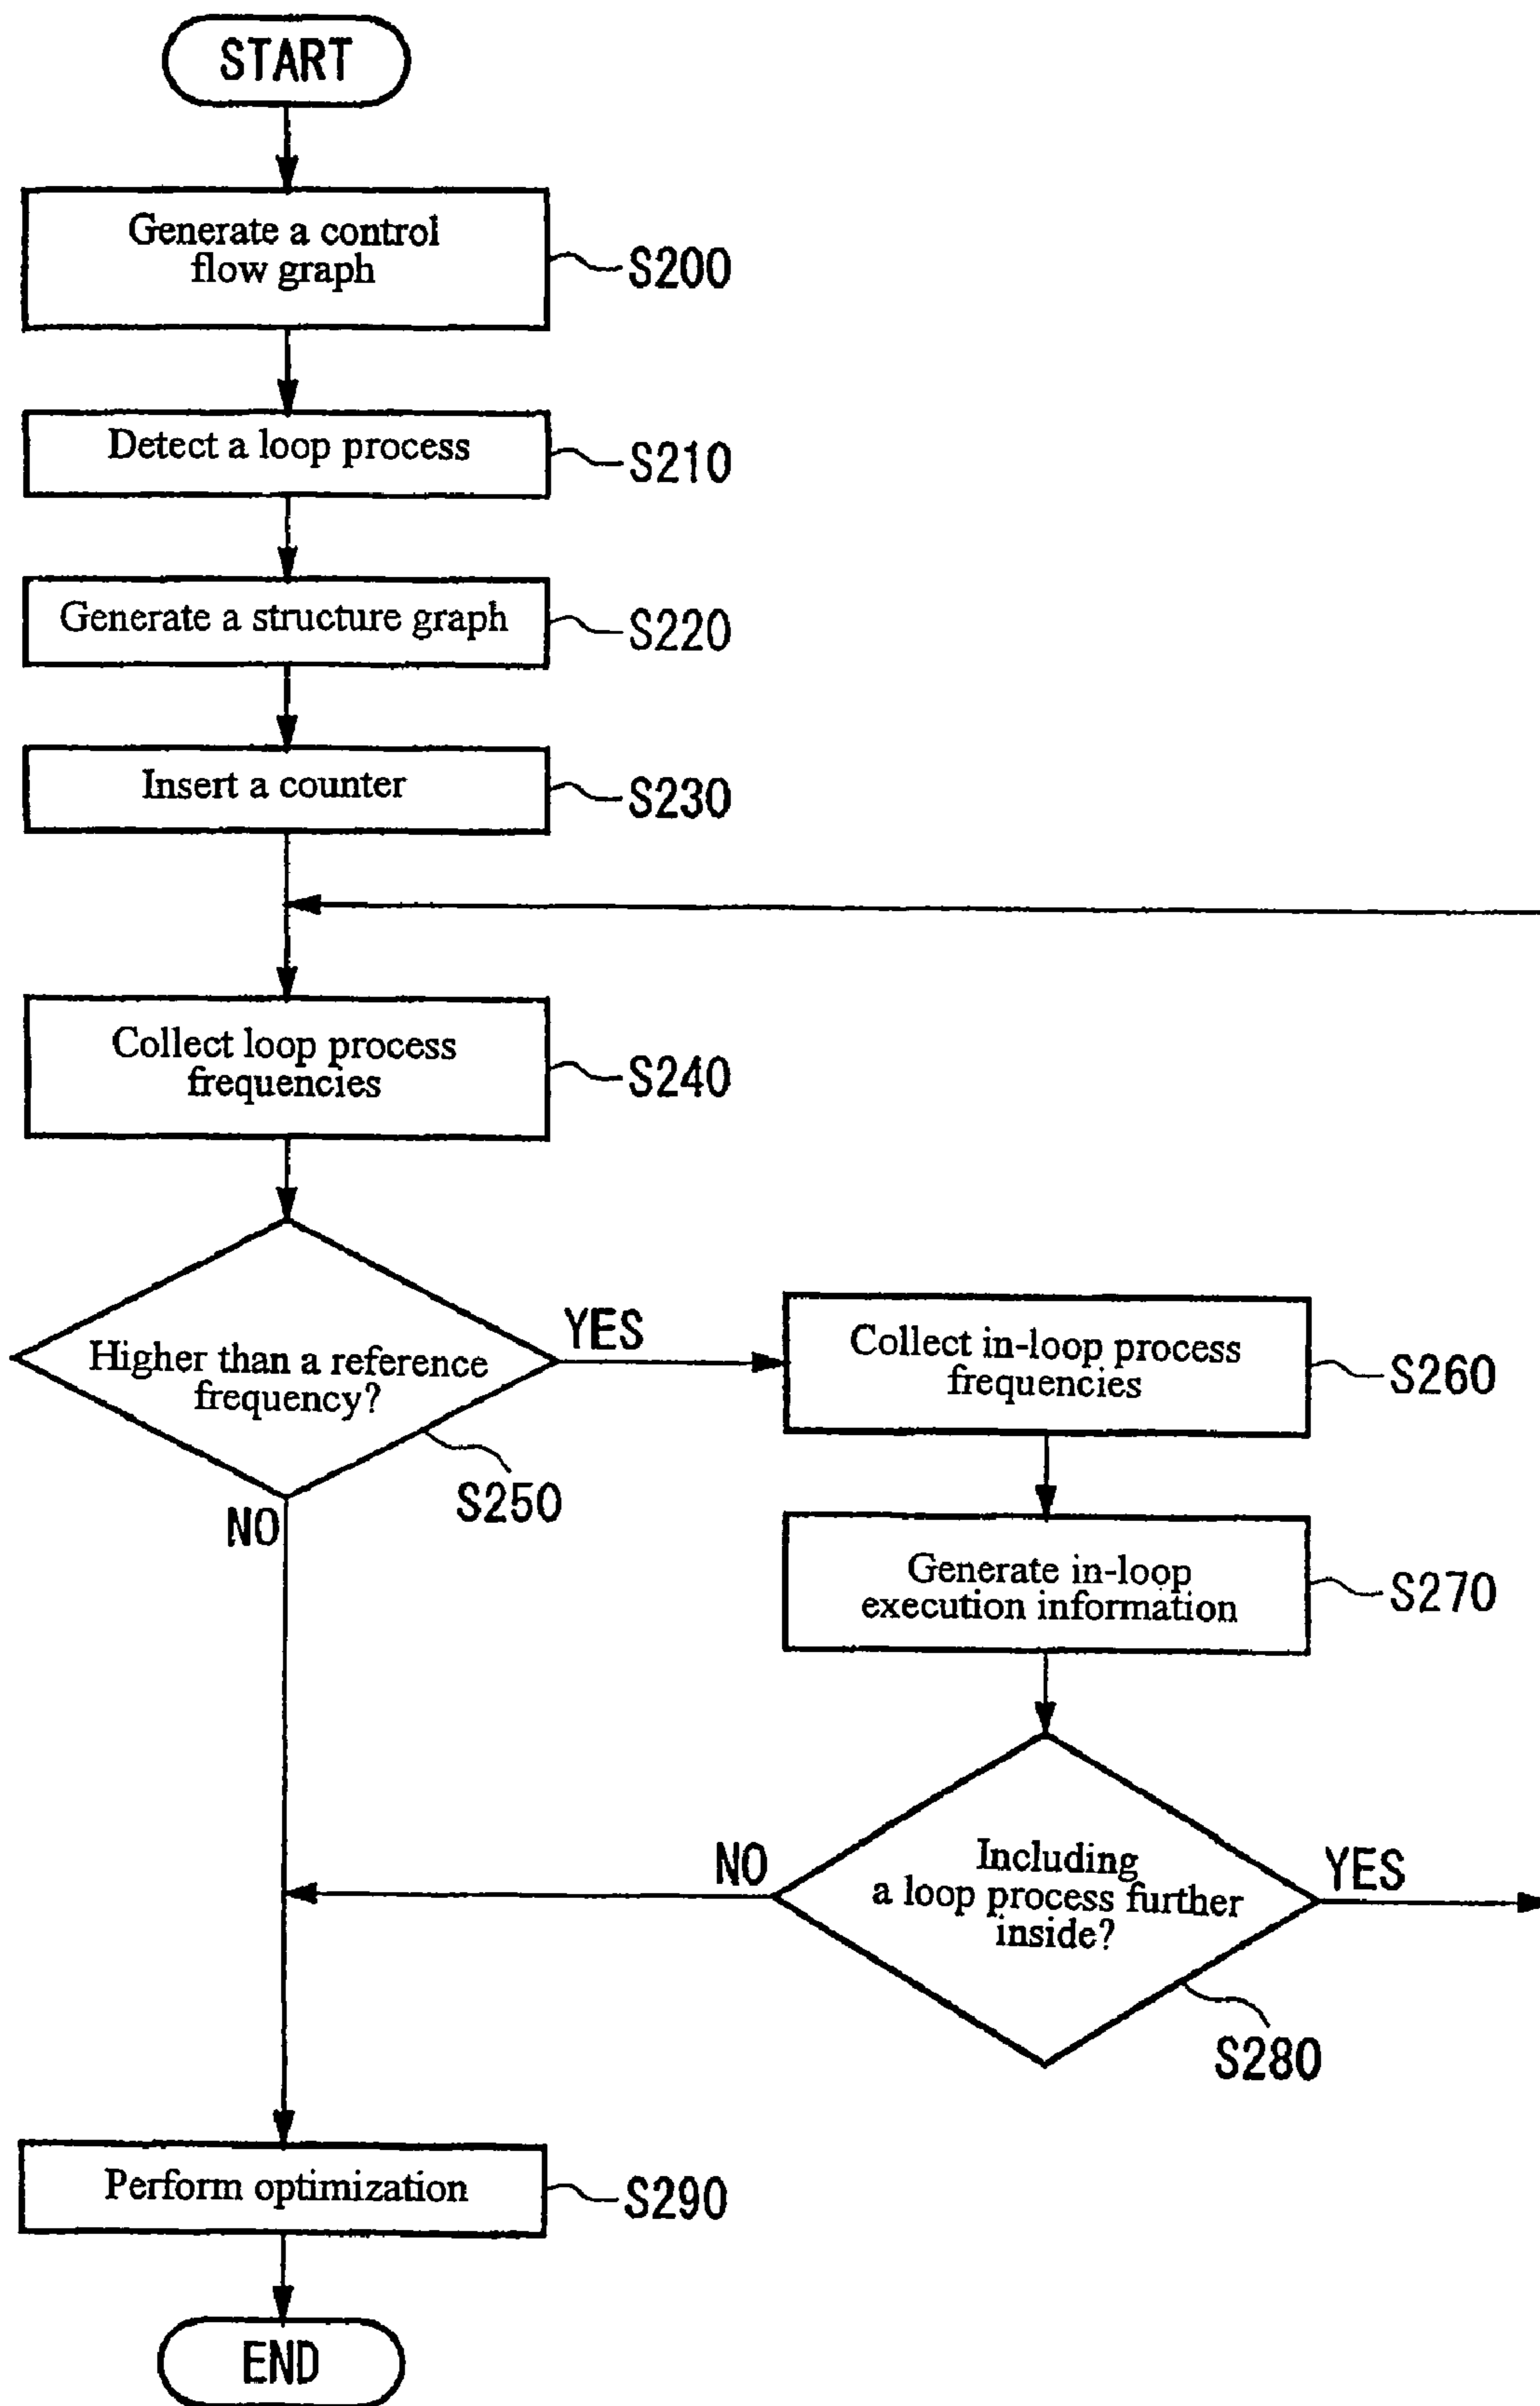 START
Generate a control
flow graph
S200
Detect a loop process
S210
Generate a structure graph
S220
Insert a counter
S230
Collect loop process
frequencies
S240
Higher than a reference
frequency?
S250
YES
NO
Collect in-loop process
frequencies
S260
Generate in-loop
execution information
S270
Including
a loop process further
inside?
S280
NO
YES
Perform optimization
S290
END